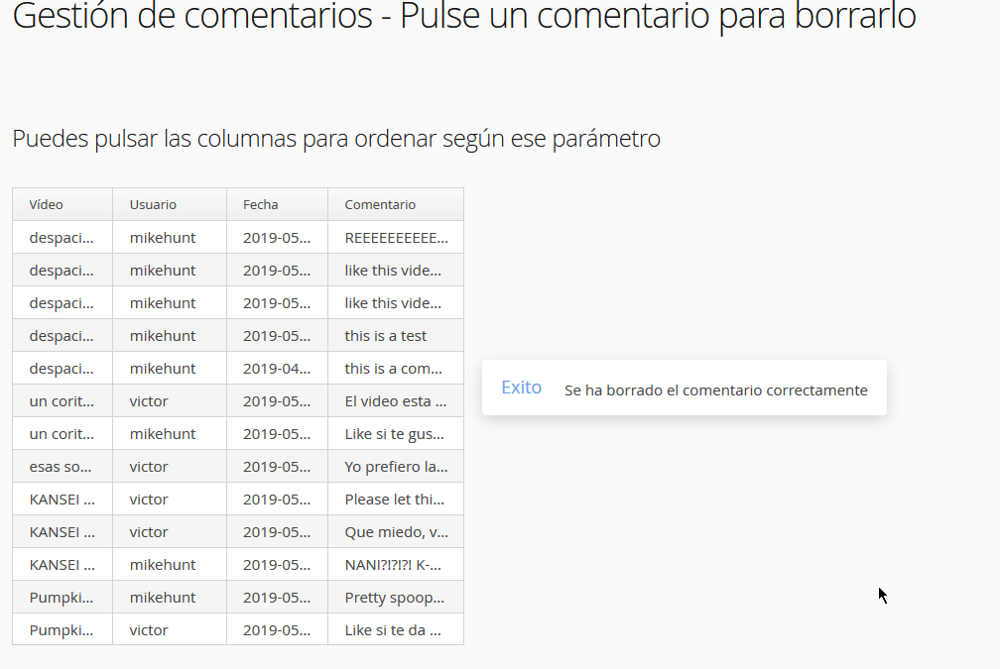 Gestión de comentarios - Pulse un comentario para borrarlo
Puedes pulsar las columnas para ordenar según ese parámetro
Vídeo Usuario Fecha Comentario
despaci... mikehunt 2019-05... REEEEEEEEEE...
despaci... mikehunt 2019-05... like this vide...
despaci... mikehunt 2019-05... like this vide...
despaci... mikehunt 2019-05... this is a test
despaci... mikehunt 2019-04... this is a com...
Exito Se ha borrado el comentario correctamente
un corit... victor 2019-05... El video esta ...
un corit... mikehunt 2019-05... Like si te gus...
esas so... victor 2019-05... Yo prefiero la...
KANSEI ... victor 2019-05... Please let thi...
KANSEI ... victor 2019-05... Que miedo, v...
KANSEI ... mikehunt 2019-05... NANI?!?!?! K-...
Pumpki... mikehunt 2019-05... Pretty spoop...
Pumpki... victor 2019-05... Like si te da ...